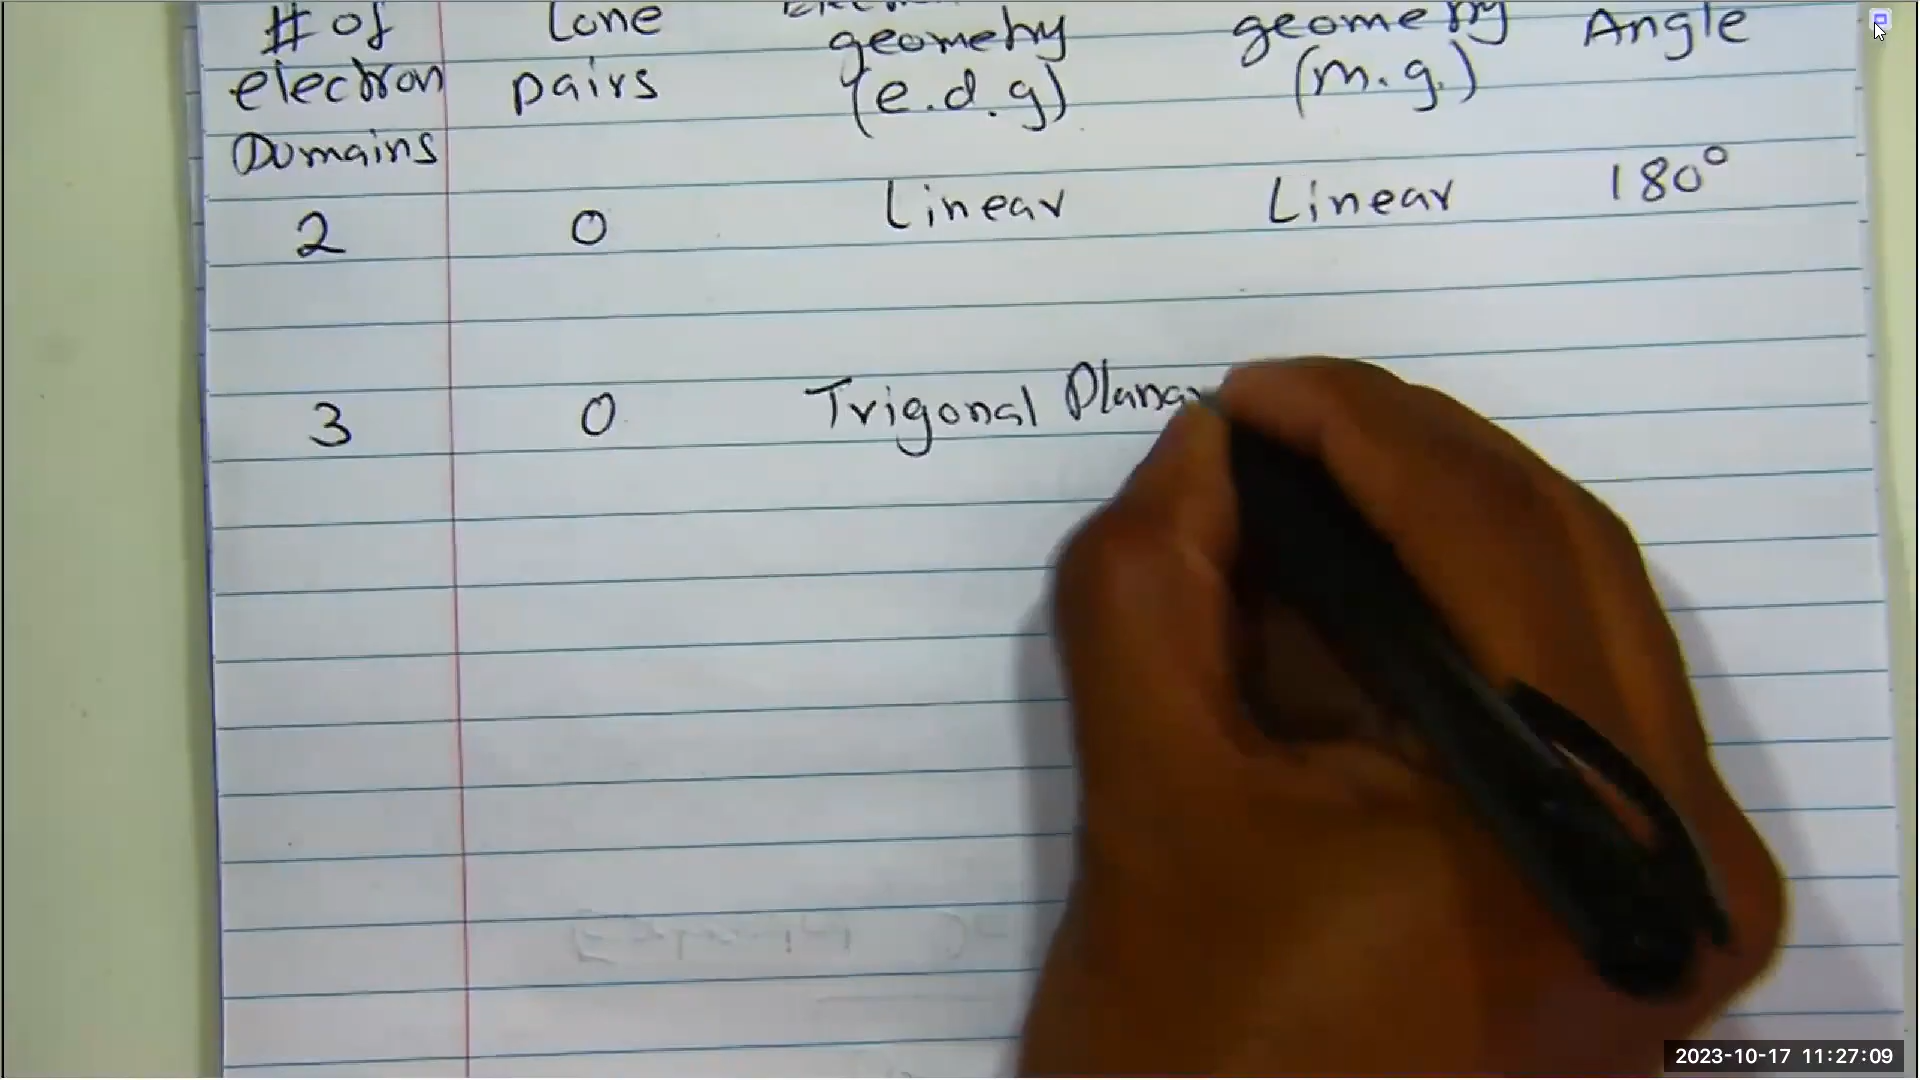 # of Lone
geometry geometry Angle
electron pairs (e.d.g) (m.g.)
Domains
2 0 Linear Linear 180°
3 0 Trigonal Planar
2023-10-17 11:27:09